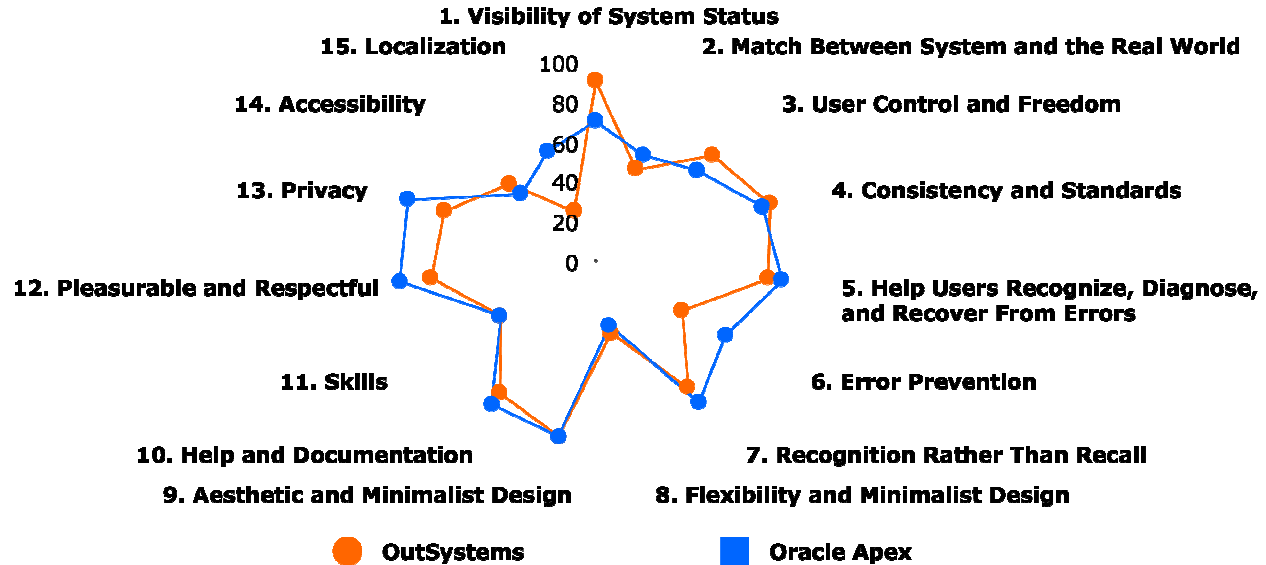 1. Visibility of System Status
15. Localization
2. Match Between System and the Real World
100
14. Accessibility
80
3. User Control and Freedom
60
13. Privacy
40
4. Consistency and Standards
20
0
12. Pleasurable and Respectful
5. Help Users Recognize, Diagnose,
and Recover From Errors
11. Skills
6. Error Prevention
10. Help and Documentation
7. Recognition Rather Than Recall
9. Aesthetic and Minimalist Design
8. Flexibility and Minimalist Design
OutSystems
Oracle Apex